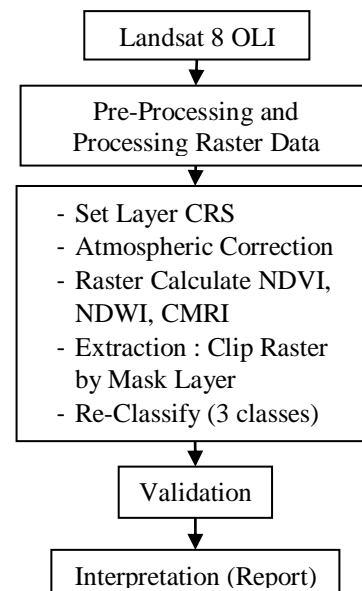 Landsat 8 OLI
Pre-Processing and
Processing Raster Data
- Set Layer CRS
- Atmospheric Correction
- Raster Calculate NDVI,
NDWI, CMRI
- Extraction : Clip Raster
by Mask Layer
- Re-Classify (3 classes)
Validation
Interpretation (Report)